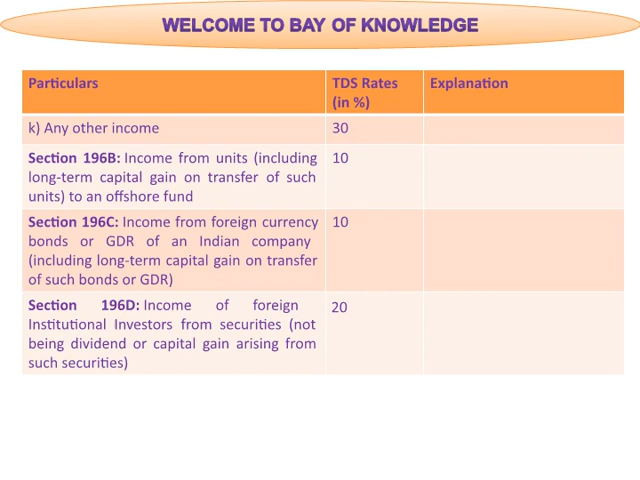 WELCOME TO BAY OF KNOWLEDGE
Particulars
TDS Rates
(in %)
Explanation
k) Any other income
30
Section 196B: Income from units (including
long-term capital gain on transfer of such
units) to an offshore fund
10
Section 196C: Income from foreign currency
bonds or GDR of an Indian company
(including long-term capital gain on transfer
of such bonds or GDR)
10
Section 196D: Income of foreign
Institutional Investors from securities (not
being dividend or capital gain arising from
such securities)
20